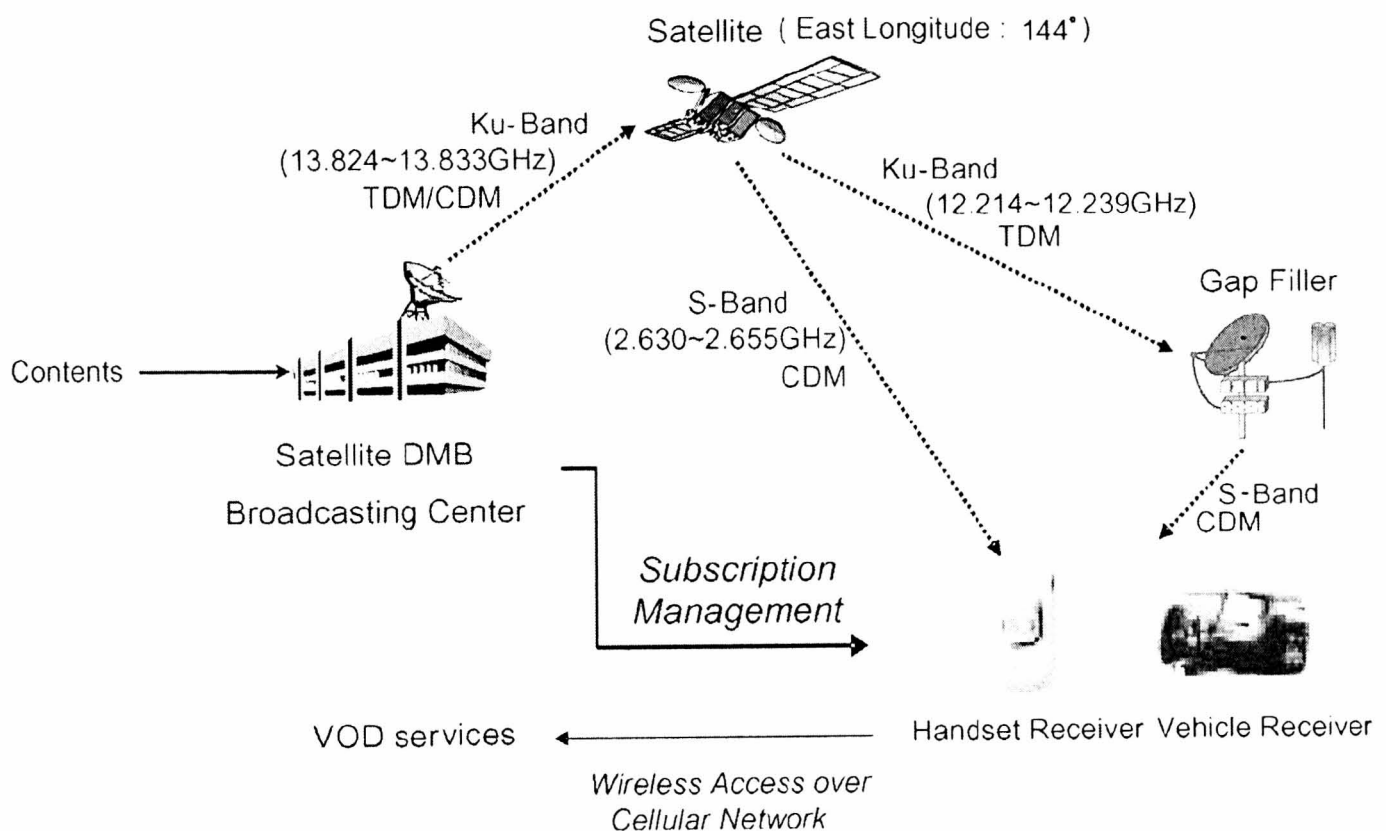 Satellite ( East Longitude : 144° )
Ku-Band
(13.824~13.833GHz)
TDM/CDM
Ku-Band
(12.214~12.239GHz)
TDM
Gap Filler
S-Band
(2.630~2.655GHz)
CDM
Contents
Satellite DMB
Broadcasting Center
S-Band
CDM
Subscription
Management
Handset Receiver
Vehicle Receiver
VOD services
Wireless Access over
Cellular Network